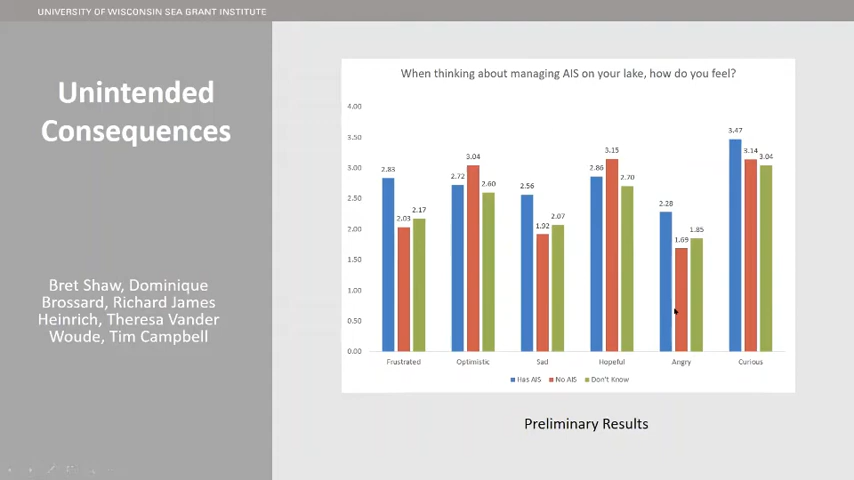 UNIVERSITY OF WISCONSIN SEA GRANT INSTITUTE
Unintended
Consequences
Bret Shaw, Dominique
Brossard, Richard James
Heinrich, Theresa Vander
Woude, Tim Campbell
When thinking about managing AIS on your lake, how do you feel?
4.00
3.50
3.00
2.50
2.00
1.50
1.00
0.50
0.00
2.83
2.03
2.17
2.72
3.04
2.60
2.56
1.92
2.07
2.86
3.15
2.70
2.28
1.69
1.85
3.47
3.14
3.04
Frustrated
Optimistic
Sad
Hopeful
Angry
Curious
Has AIS
No AIS
Don't Know
Preliminary Results